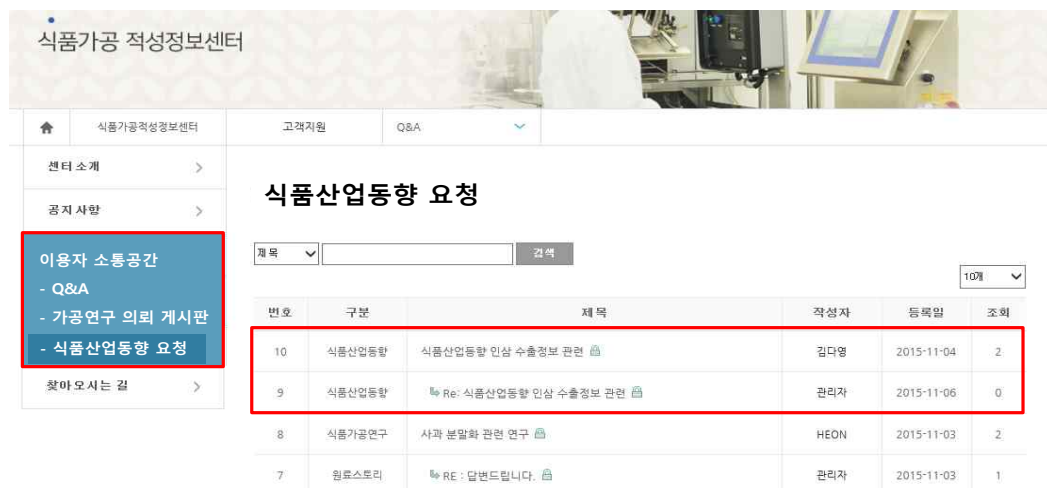 식품가공 적성정보센터
식품가공적성정보센터 고객지원 Q&A
센터 소개
공지 사항
이용자 소통공간
- Q&A
- 가공연구 의뢰 게시판
- 식품산업동향 요청
찾아 오시는 길
식품산업동향 요청
제목 검색
10개
번호 구분 제목 작성자 등록일 조회
10 식품산업동향 식품산업동향 인삼 수출정보 관련 김다영 2015-11-04 2
9 식품산업동향 Re: 식품산업동향 인삼 수출정보 관련 관리자 2015-11-06 0
8 식품가공연구 사과 분말화 관련 연구 HEON 2015-11-03 2
7 원료스토리 RE : 답변드립니다. 관리자 2015-11-03 1